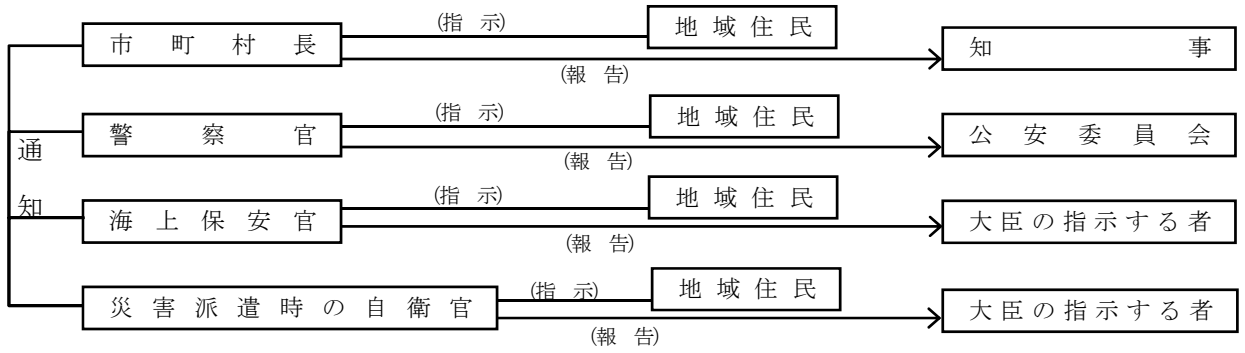 (指 示)
地域住民
市町村長
知事
(報 告)
(指 示)
地域住民
警察官
公安委員会
(報 告)
通知
(指 示)
地域住民
海上保安官
大臣の指示する者
(報 告)
(指 示)
地域住民
災害派遣時の自衛官
大臣の指示する者
(報 告)